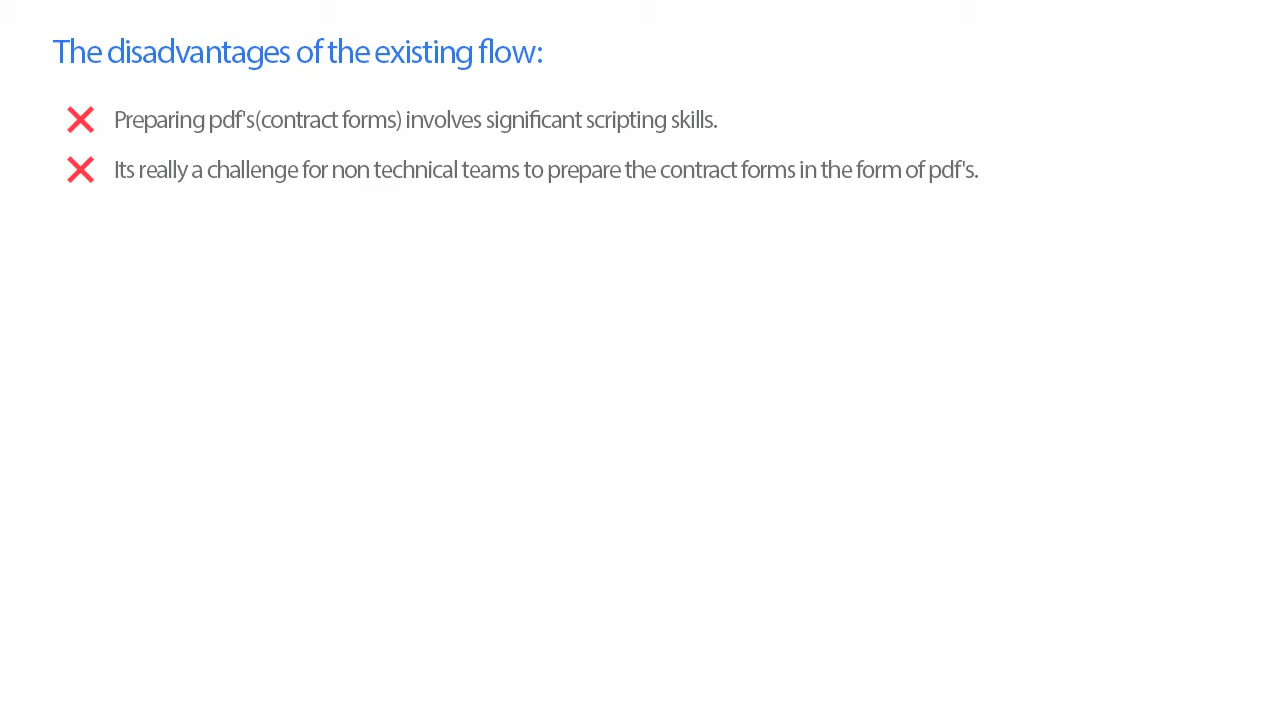 The disadvantages of the existing flow:
Preparing pdf's(contract forms) involves significant scripting skills.
Its really a challenge for non technical teams to prepare the contract forms in the form of pdf's.